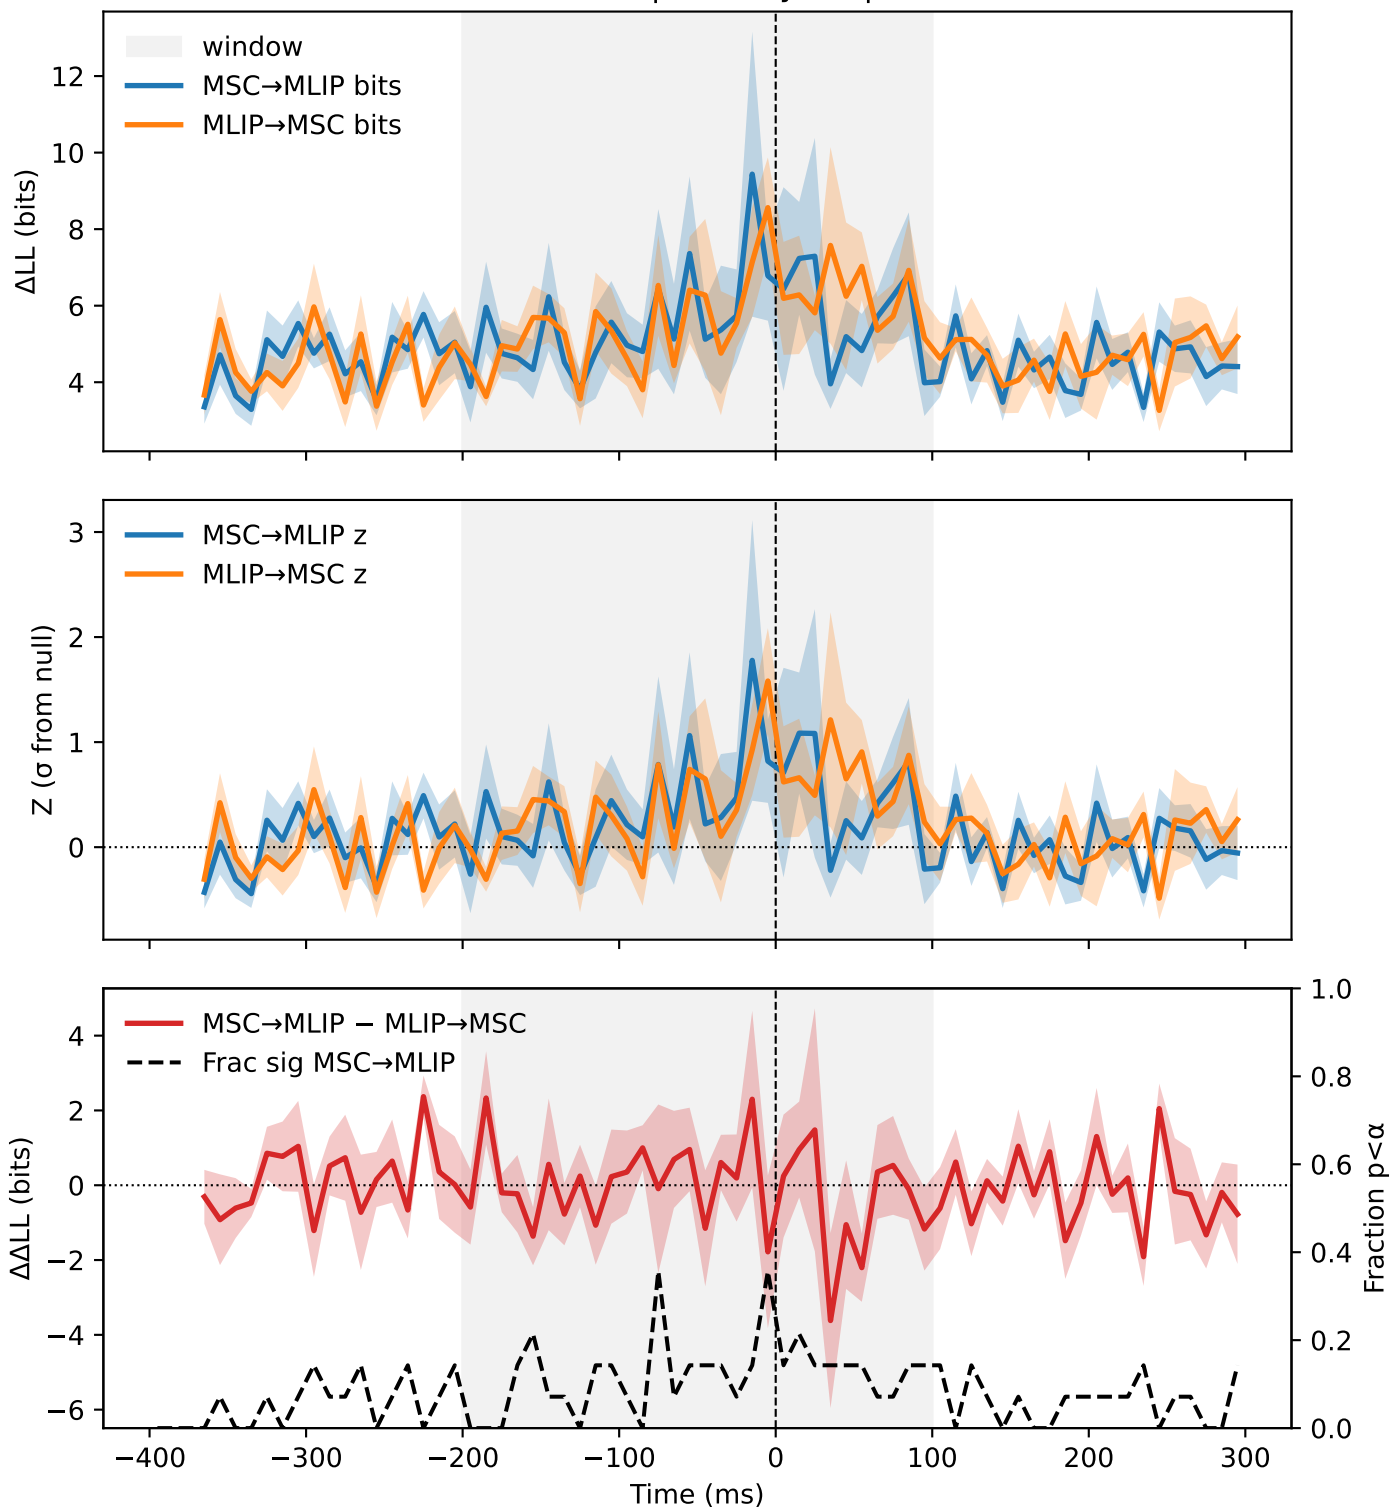 window
MSC→MLIP bits
MLIP→MSC bits
ΔLL (bits)
12
10
8
6
4
MSC→MLIP z
MLIP→MSC z
Z (σ from null)
3
2
1
0
MSC→MLIP − MLIP→MSC
Frac sig MSC→MLIP
ΔΔLL (bits)
4
2
0
−2
−4
−6
1.0
0.8
0.6
0.4
0.2
0.0
Fraction p<α
−400 −300 −200 −100 0 100 200 300
Time (ms)